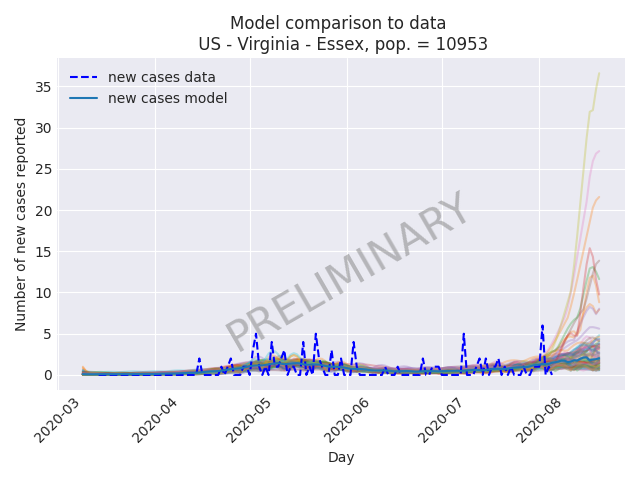 Model comparison to data
US - Virginia - Essex, pop. = 10953
new cases data
new cases model
Number of new cases reported
35
30
25
20
15
10
5
0
PRELIMINARY
2020-03
2020-04
2020-05
2020-06
2020-07
2020-08
Day